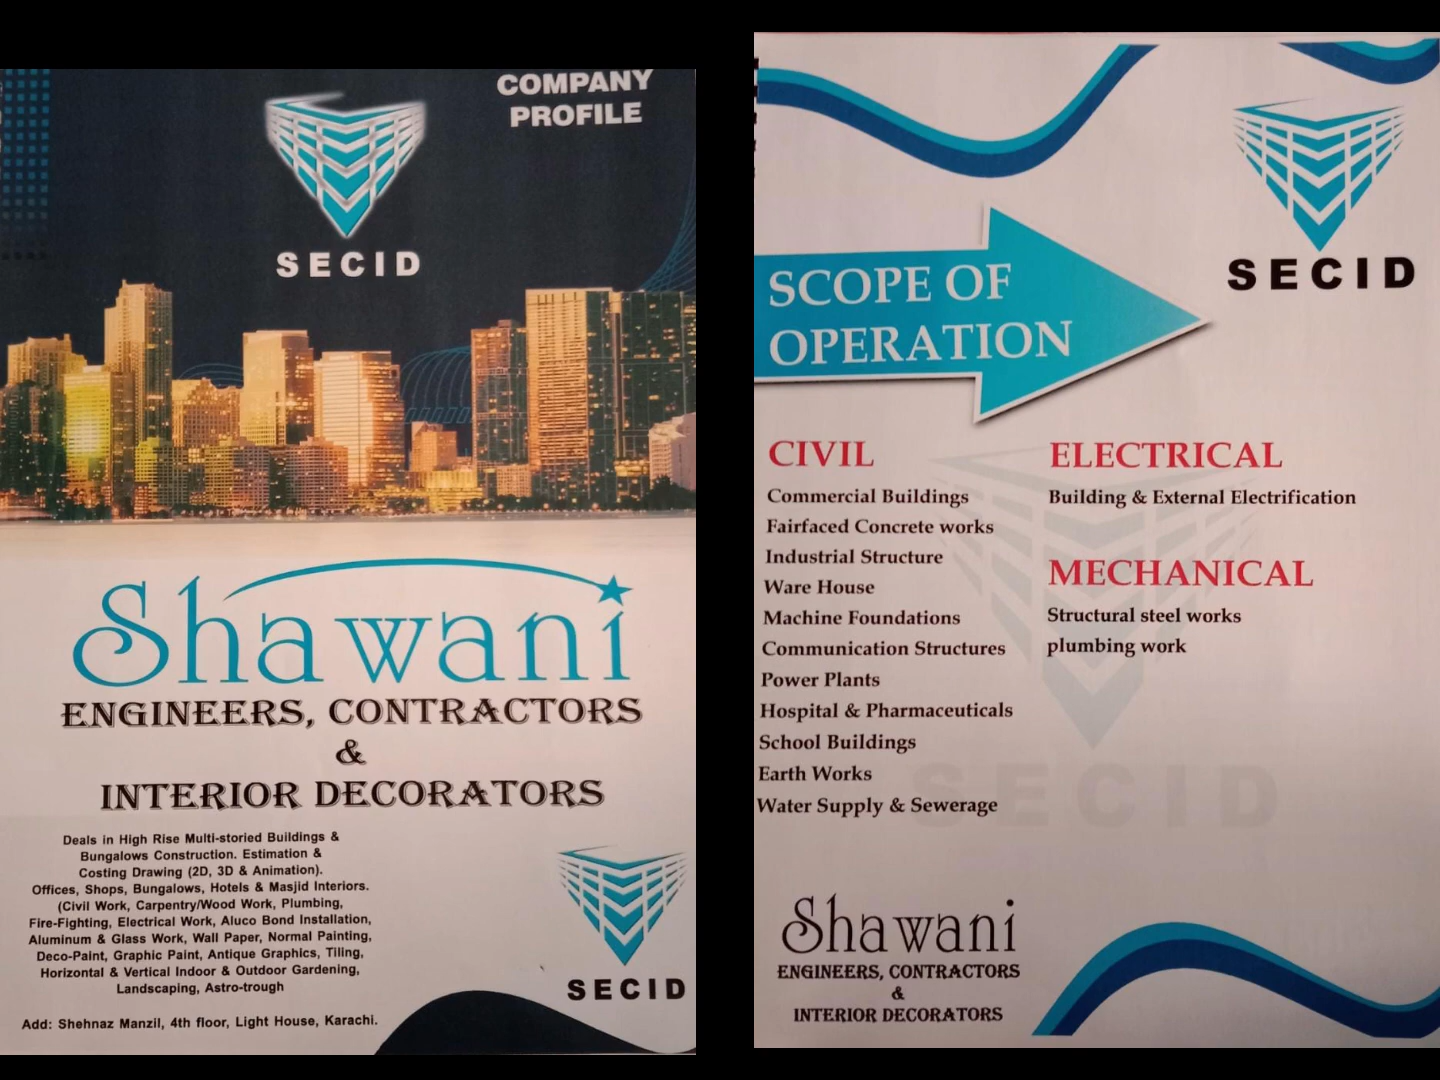 COMPANY
PROFILE
SECID
Shawani
ENGINEERS, CONTRACTORS
&
INTERIOR DECORATORS
Deals in High Rise Multi-storied Buildings &
Bungalows Construction. Estimation &
Costing Drawing (2D, 3D & Animation).
Offices, Shops, Bungalows, Hotels & Masjid Interiors.
(Civil Work, Carpentry/Wood Work, Plumbing,
Fire-Fighting, Electrical Work, Aluco Bond Installation,
Aluminum & Glass Work, Wall Paper, Normal Painting,
Deco-Paint, Graphic Paint, Antique Graphics, Tiling,
Horizontal & Vertical Indoor & Outdoor Gardening,
Landscaping, Astro-trough
SECID
Add: Shehnaz Manzil, 4th floor, Light House, Karachi.
SECID
SCOPE OF
OPERATION
CIVIL
Commercial Buildings
Fairfaced Concrete works
Industrial Structure
Ware House
Machine Foundations
Communication Structures
Power Plants
Hospital & Pharmaceuticals
School Buildings
Earth Works
Water Supply & Sewerage
ELECTRICAL
Building & External Electrification
MECHANICAL
Structural steel works
plumbing work
SECID
Shawani
ENGINEERS, CONTRACTORS
&
INTERIOR DECORATORS